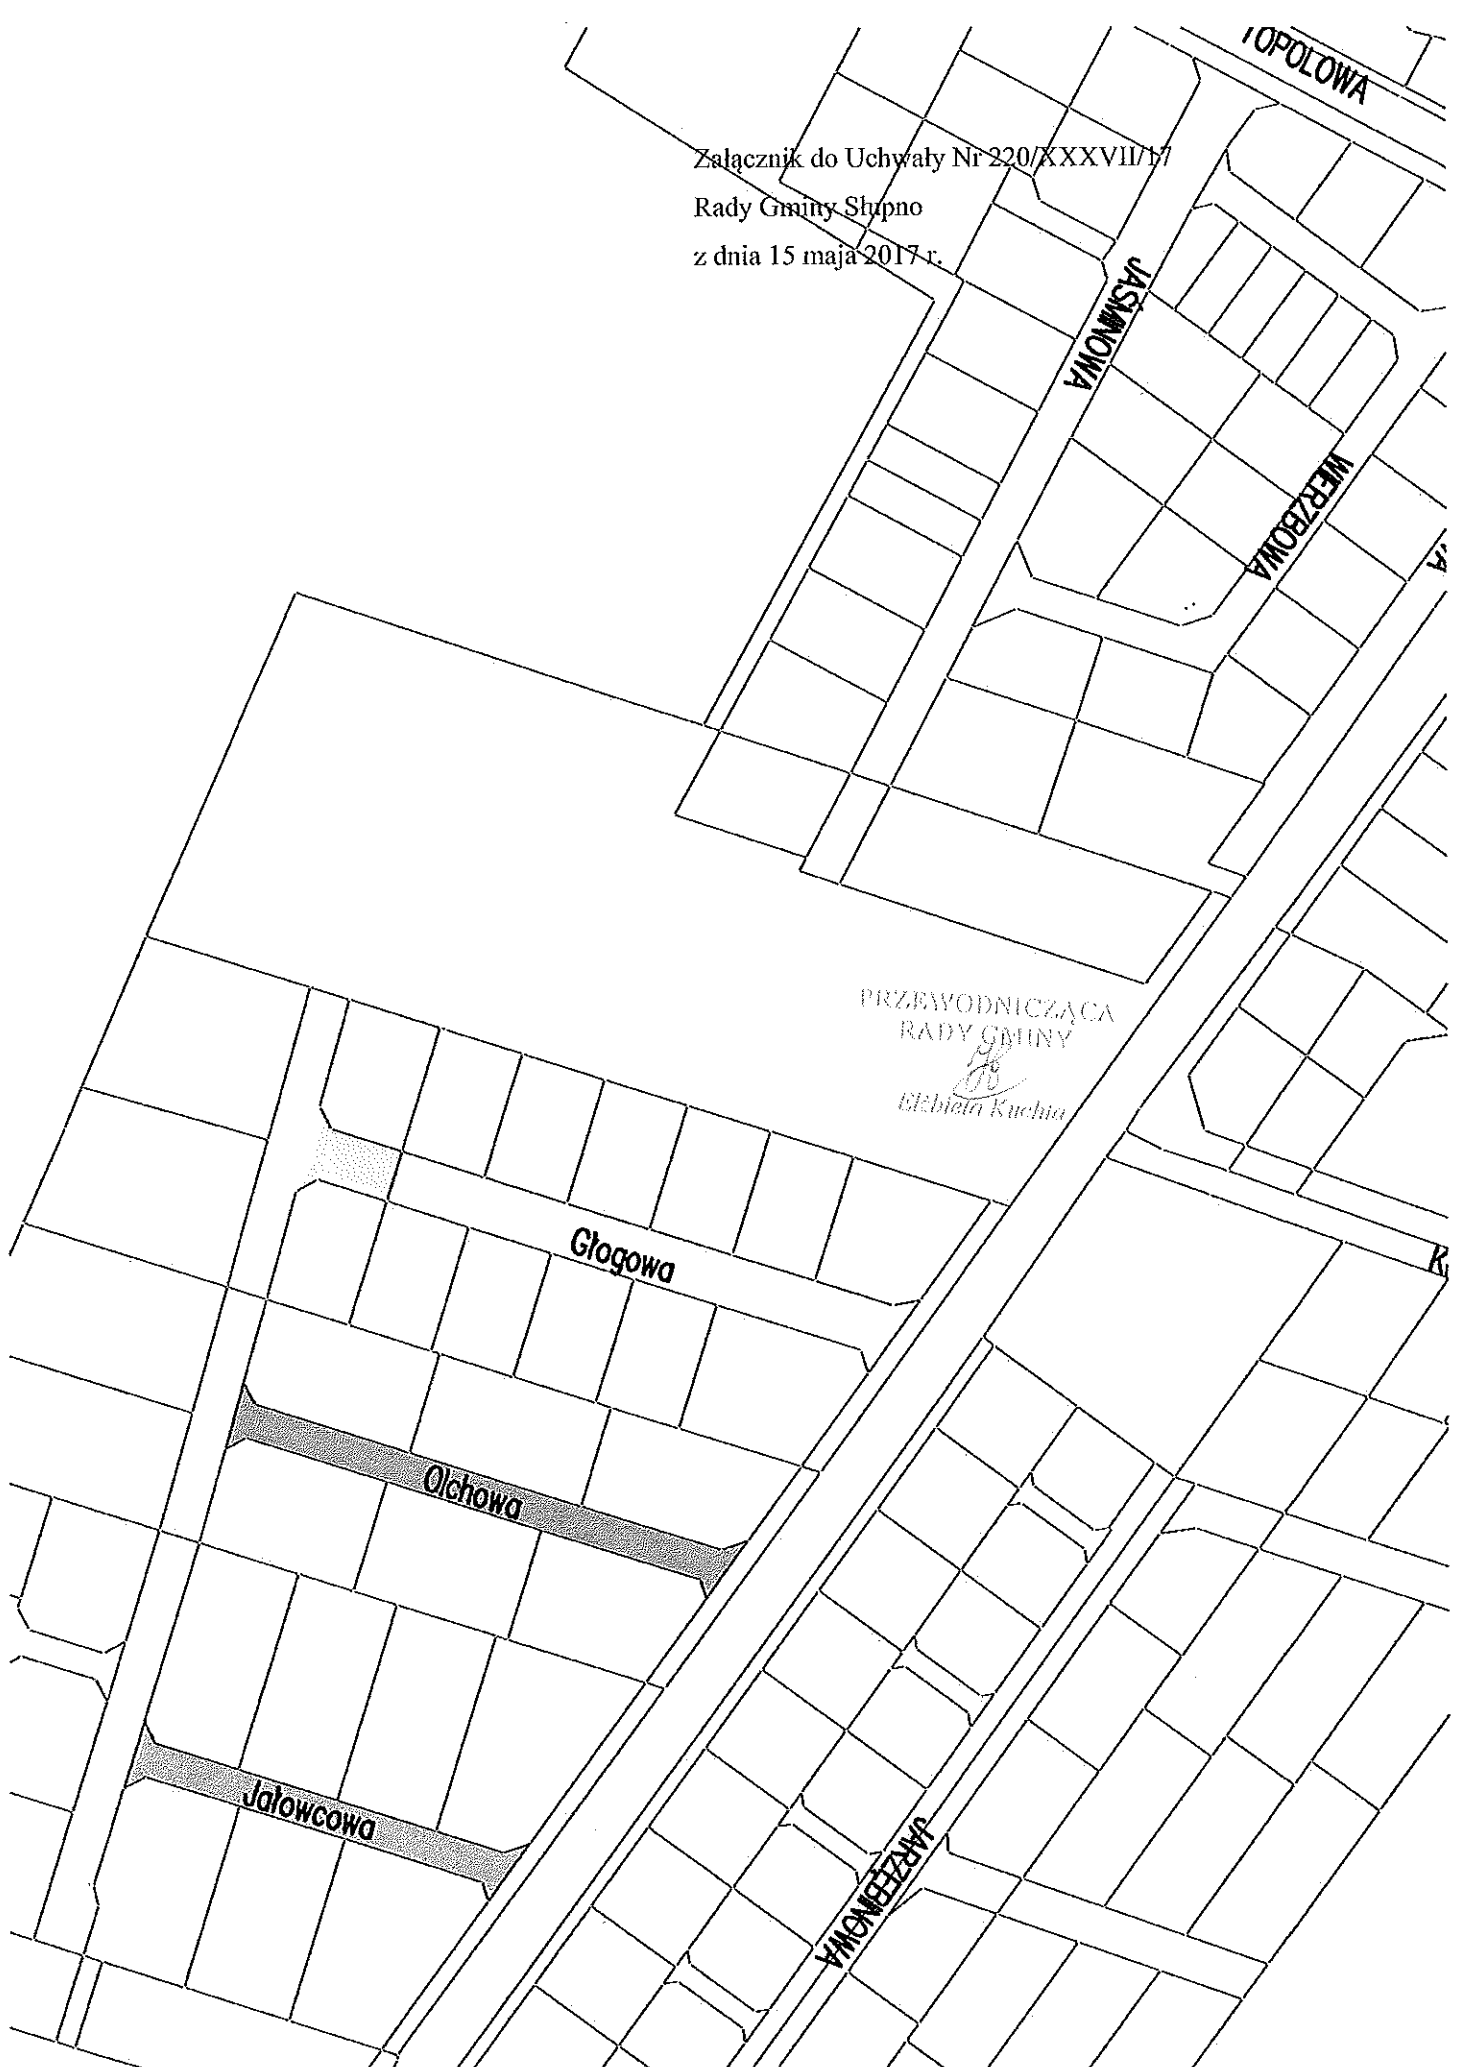 TOPOLOWA
Załącznik do Uchwały Nr 220/XXXVII/17
Rady Gminy Słupno
z dnia 15 maja 2017 r.
JAŚMINOWA
WIERZBOWA
PRZEWODNICZĄCA
RADY GMINY
Elżbieta Kuchta
Głogowa
Olchowa
Jałowcowa
JARZĘBINOWA